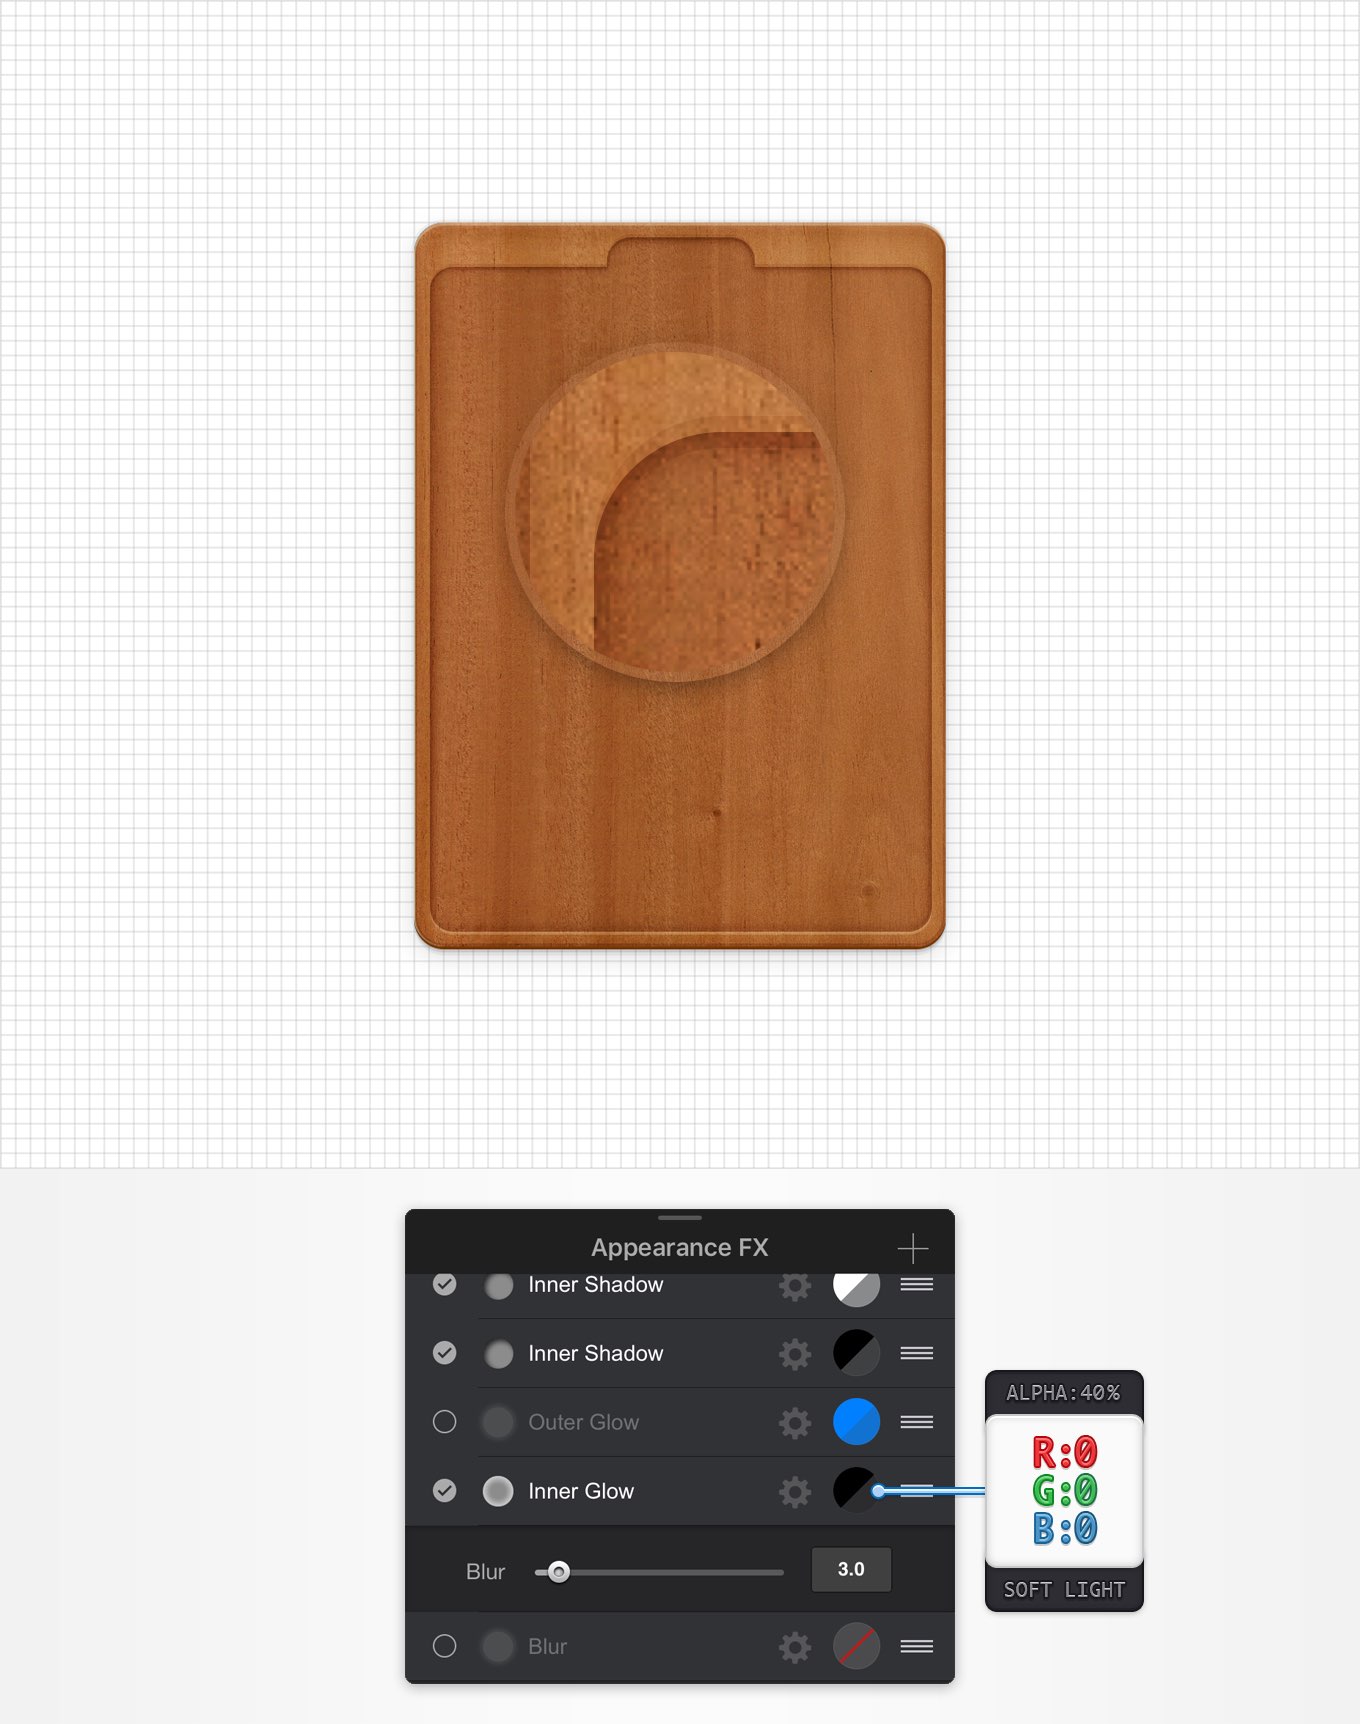 Appearance FX
Inner Shadow
Inner Shadow
Outer Glow
Inner Glow
Blur 3.0
Blur
ALPHA:40%
R:0
G:0
B:0
SOFT LIGHT